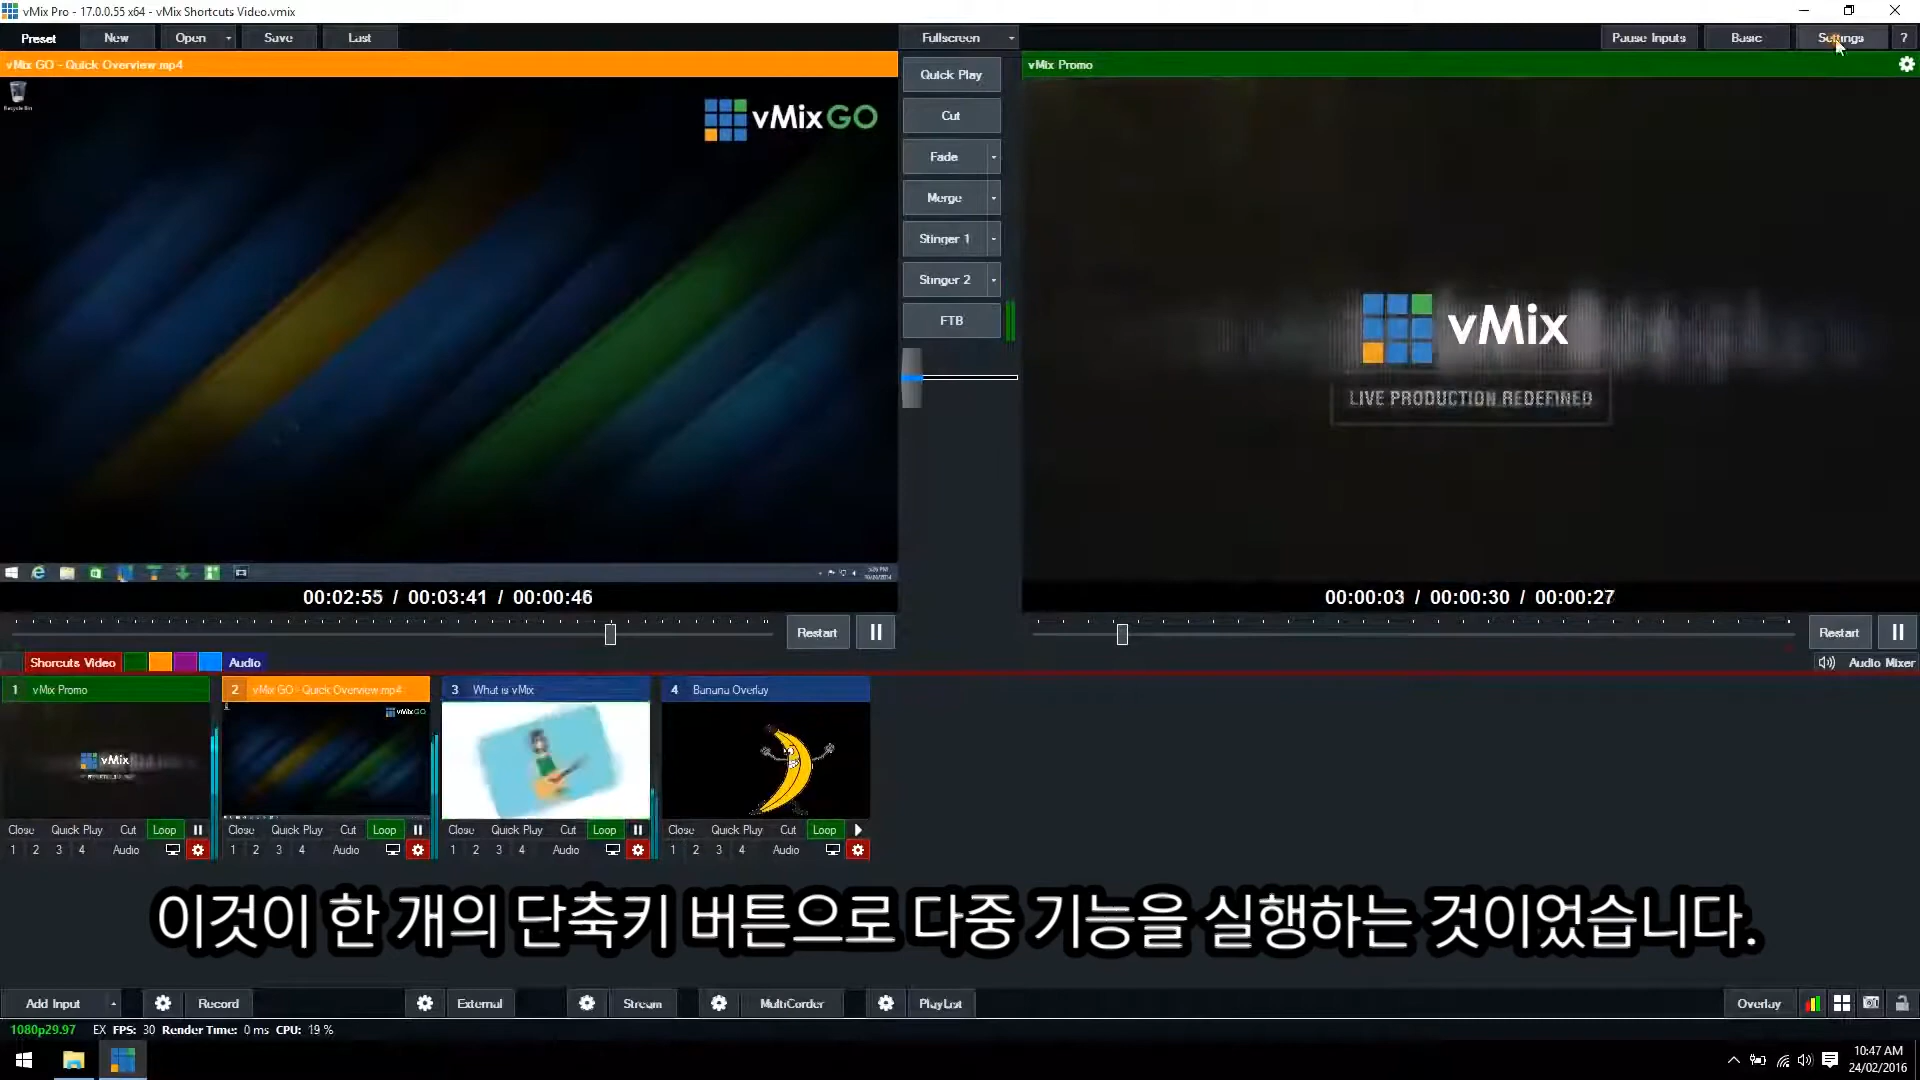 vMix Pro - 17.0.0.55 x64 - vMix Shortcuts Video.vmix
Preset New Open Save Last Fullscreen Pause Inputs Basic Settings ?
vMix GO - Quick Overview.mp4
vMix Promo
Recycle Bin
vMix GO
Quick Play
Cut
Fade
Merge
Stinger 1
Stinger 2
FTB
vMix
LIVE PRODUCTION REDEFINED
00:02:55 / 00:03:41 / 00:00:46
00:00:03 / 00:00:30 / 00:00:27
Restart
Restart
Shorcuts Video Audio
Audio Mixer
1 vMix Promo
2 vMix GO - Quick Overview.mp4
3 What is vMix
4 Banana Overlay
vMix
vMix GO
Close Quick Play Cut Loop
Close Quick Play Cut Loop
Close Quick Play Cut Loop
Close Quick Play Cut Loop
1 2 3 4 Audio
1 2 3 4 Audio
1 2 3 4 Audio
1 2 3 4 Audio
이것이 한 개의 단축키 버튼으로 다중 기능을 실행하는 것이었습니다.
Add Input Record External Stream MultiCorder PlayList Overlay
1080p29.97 EX FPS: 30 Render Time: 0 ms CPU: 19 %
10:47 AM
24/02/2016